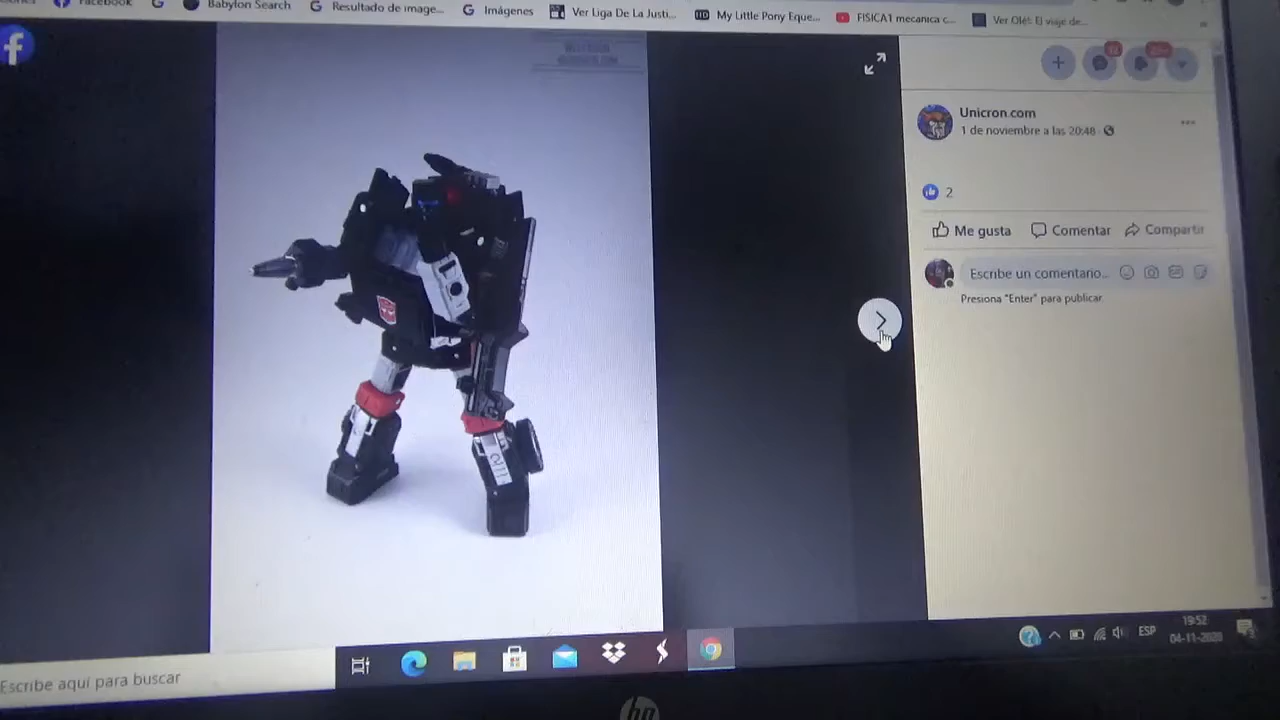 Facebook
Babylon Search
Resultado de image...
Imágenes
Ver Liga De La Justi...
My Little Pony Eque...
FISICA1 mecanica c...
Ver Olé!: El viaje de...
Unicron.com
1 de noviembre a las 20:48
2
Me gusta
Comentar
Compartir
Escribe un comentario...
Presiona "Enter" para publicar.
ESP
19:52
04-11-2020
Escribe aquí para buscar
hp